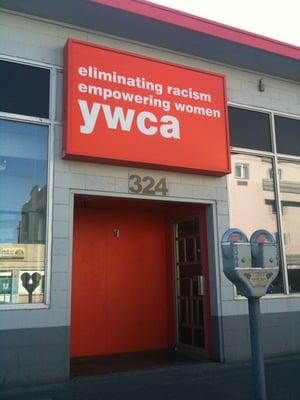 eliminating racism
empowering women
ywca
324